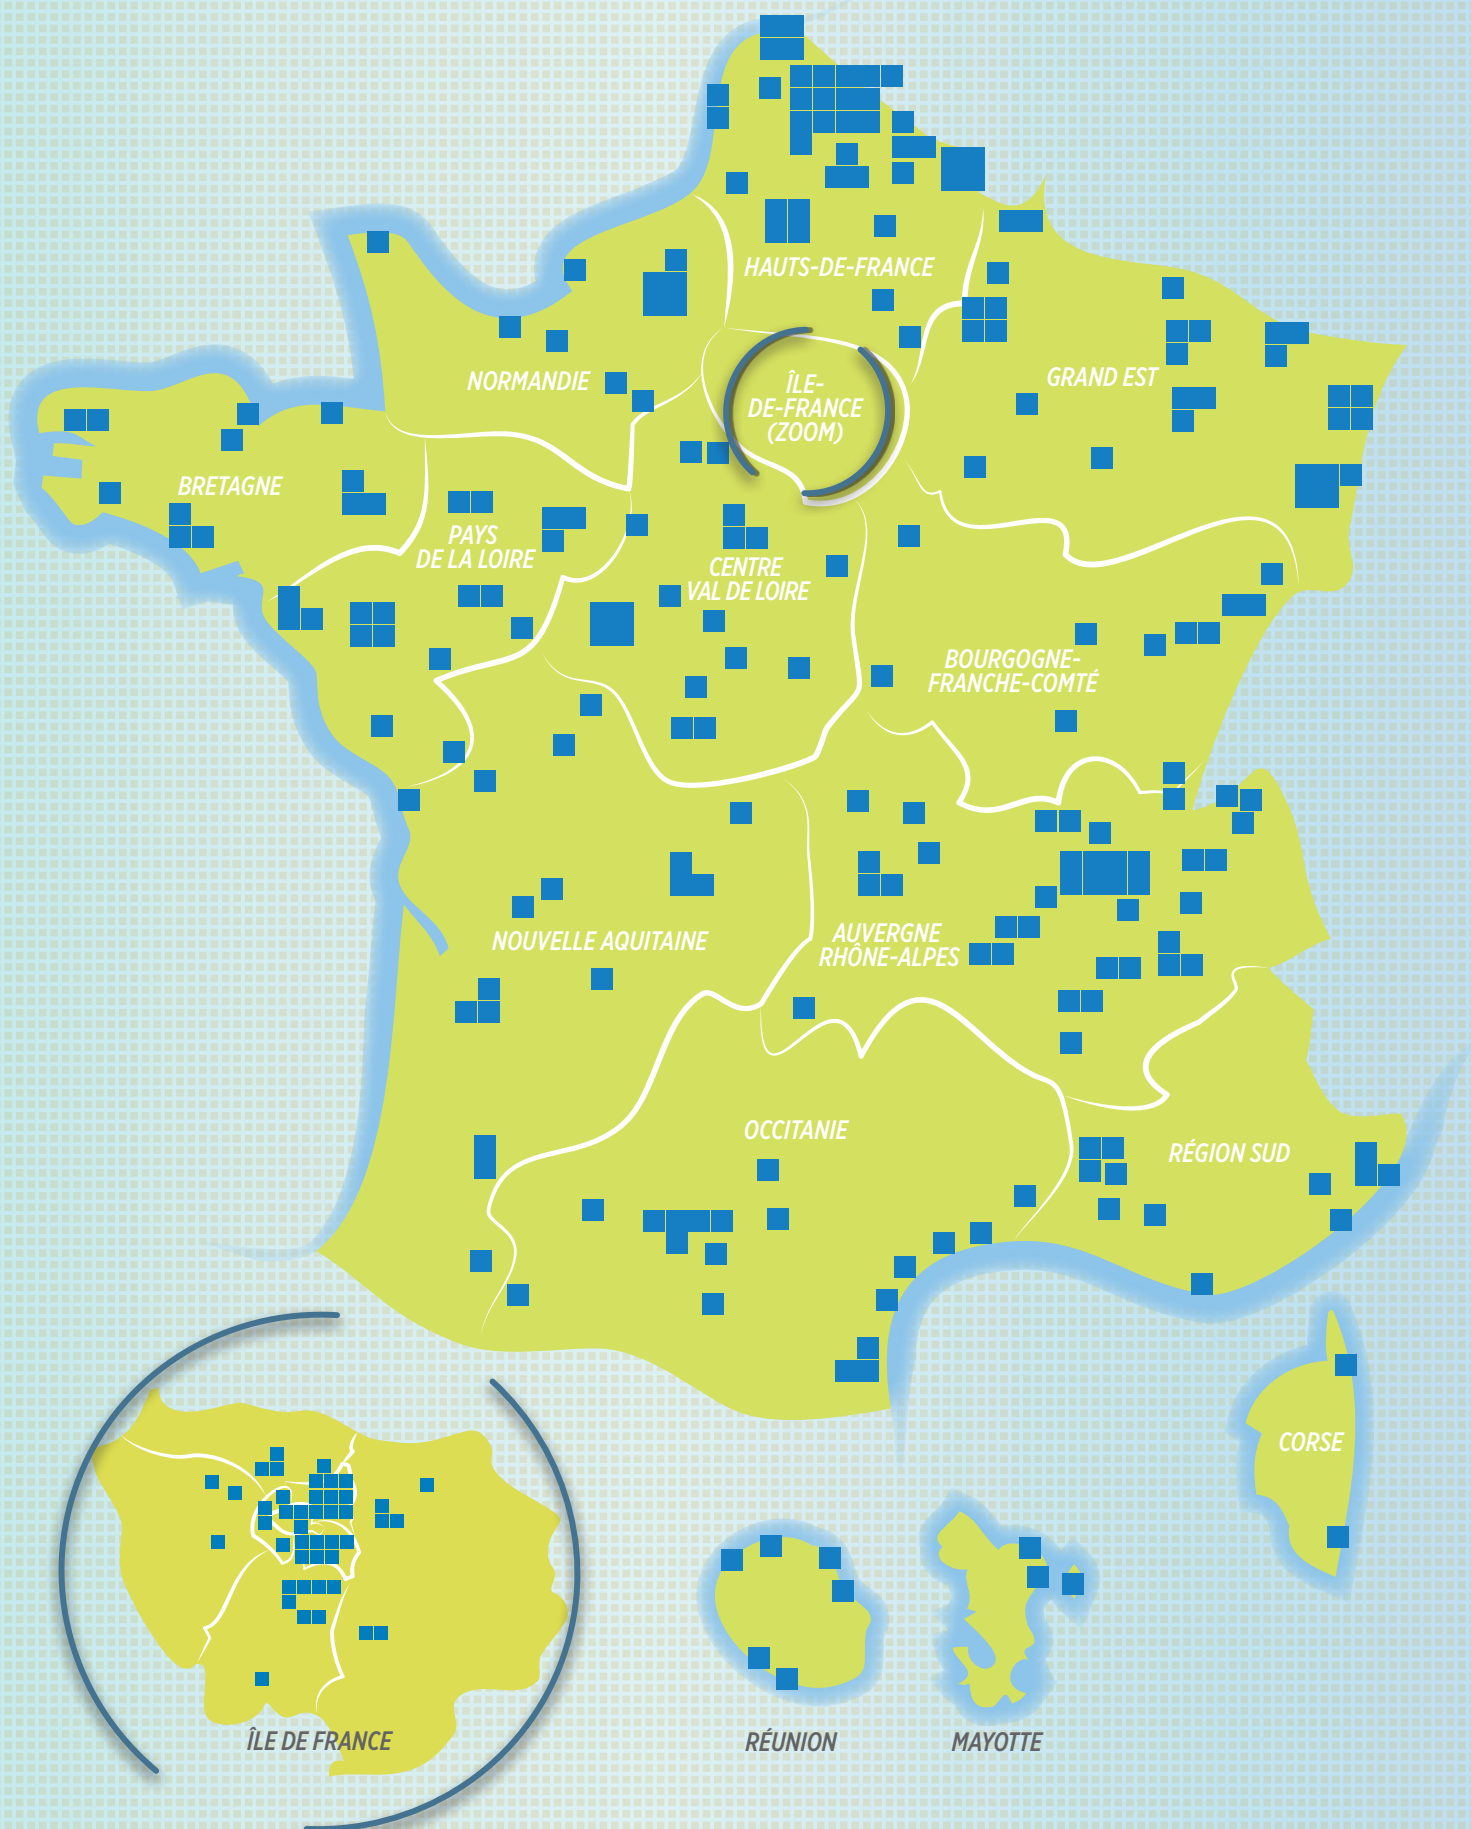 HAUTS-DE-FRANCE
NORMANDIE
ÎLE-
DE-FRANCE
(ZOOM)
GRAND EST
BRETAGNE
PAYS
DE LA LOIRE
CENTRE
VAL DE LOIRE
BOURGOGNE-
FRANCHE-COMTÉ
NOUVELLE AQUITAINE
AUVERGNE
RHÔNE-ALPES
OCCITANIE
RÉGION SUD
CORSE
ÎLE DE FRANCE
RÉUNION
MAYOTTE